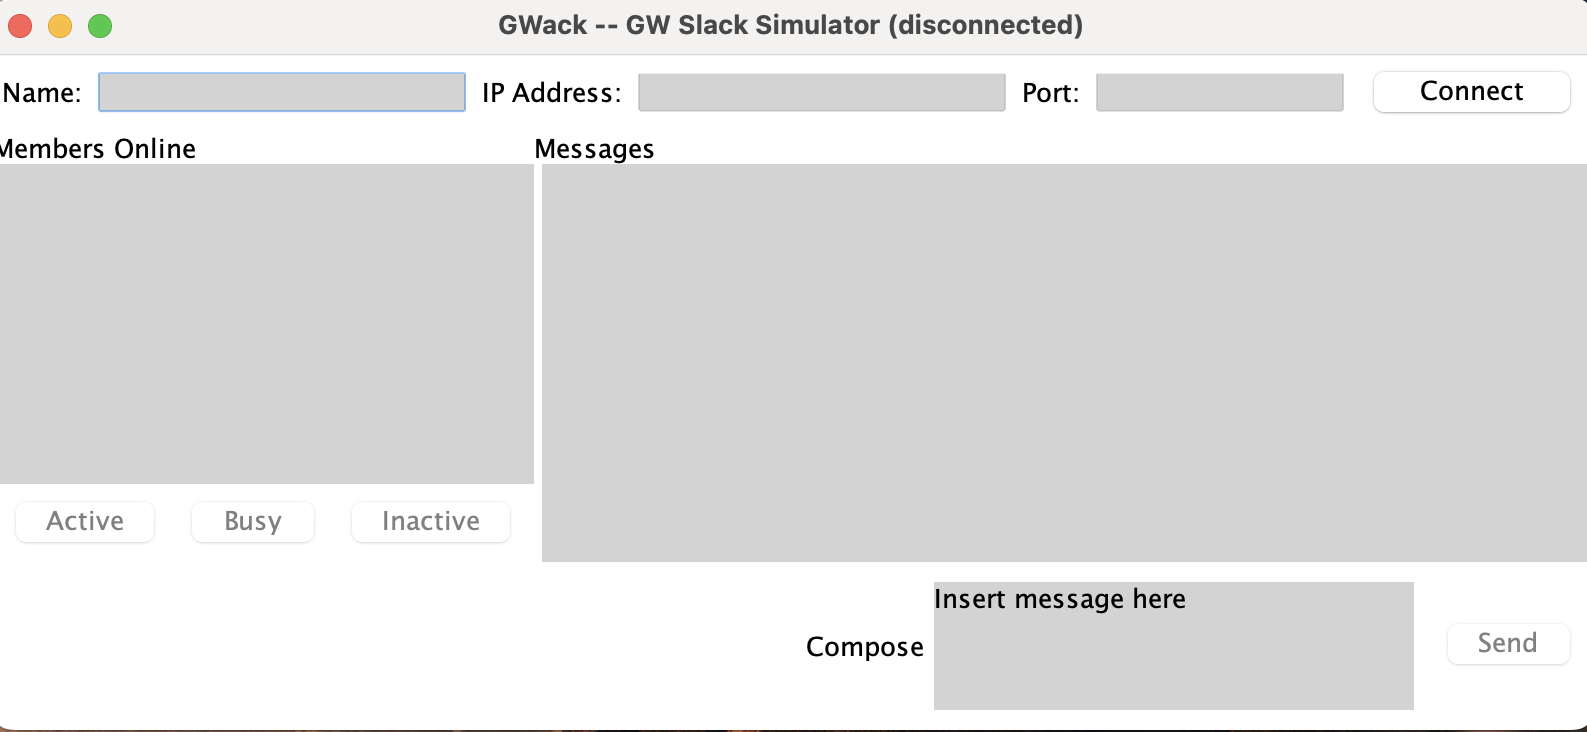 GWack -- GW Slack Simulator (disconnected)
Name: IP Address: Port: Connect
Members Online Messages
Active Busy Inactive
Insert message here
Compose Send